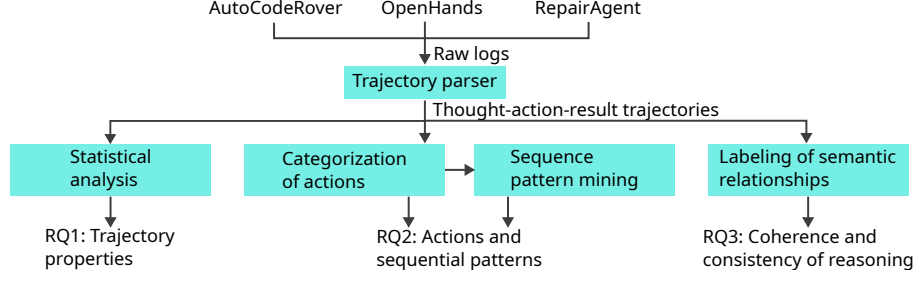 AutoCodeRover OpenHands RepairAgent
Raw logs
Trajectory parser
Thought-action-result trajectories
Statistical
analysis
Categorization
of actions
Sequence
pattern mining
Labeling of semantic
relationships
RQ1: Trajectory
properties
RQ2: Actions and
sequential patterns
RQ3: Coherence and
consistency of reasoning